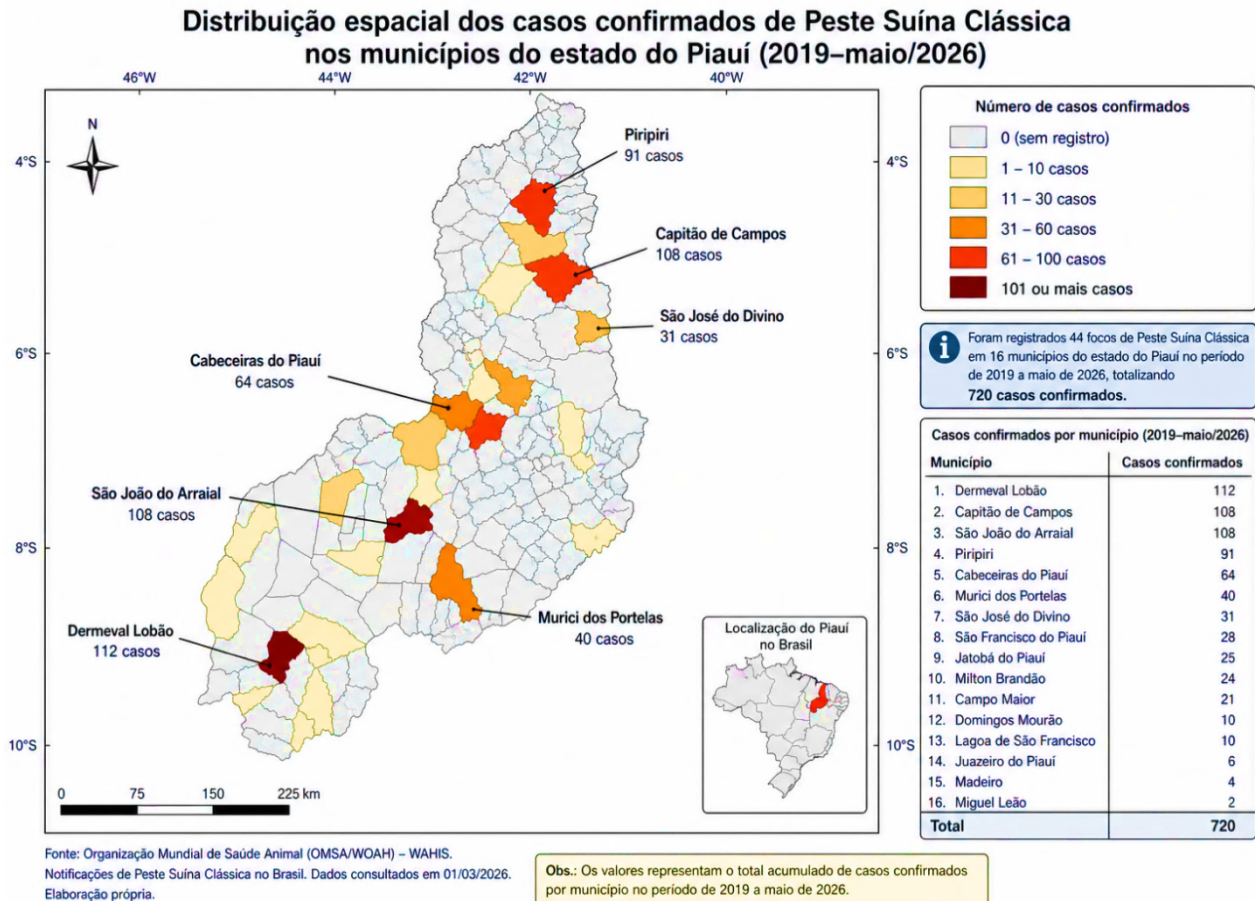 Distribuição espacial dos casos confirmados de Peste Suína Clássica
nos municípios do estado do Piauí (2019–maio/2026)
46°W
44°W
42°W
40°W
N
4°S
6°S
8°S
10°S
Piripiri
91 casos
Capitão de Campos
108 casos
São José do Divino
31 casos
Cabeceiras do Piauí
64 casos
São João do Arraial
108 casos
Murici dos Portelas
40 casos
Dermeval Lobão
112 casos
4°S
6°S
8°S
10°S
0 75 150 225 km
Localização do Piauí
no Brasil
Número de casos confirmados
0 (sem registro)
1 – 10 casos
11 – 30 casos
31 – 60 casos
61 – 100 casos
101 ou mais casos
i
Foram registrados 44 focos de Peste Suína Clássica
em 16 municípios do estado do Piauí no período
de 2019 a maio de 2026, totalizando
720 casos confirmados.
Casos confirmados por município (2019–maio/2026)
Município Casos confirmados
1. Dermeval Lobão 112
2. Capitão de Campos 108
3. São João do Arraial 108
4. Piripiri 91
5. Cabeceiras do Piauí 64
6. Murici dos Portelas 40
7. São José do Divino 31
8. São Francisco do Piauí 28
9. Jatobá do Piauí 25
10. Milton Brandão 24
11. Campo Maior 21
12. Domingos Mourão 10
13. Lagoa de São Francisco 10
14. Juazeiro do Piauí 6
15. Madeiro 4
16. Miguel Leão 2
Total 720
Fonte: Organização Mundial de Saúde Animal (OMSA/WOAH) – WAHIS.
Notificações de Peste Suína Clássica no Brasil. Dados consultados em 01/03/2026.
Elaboração própria.
Obs.: Os valores representam o total acumulado de casos confirmados
por município no período de 2019 a maio de 2026.